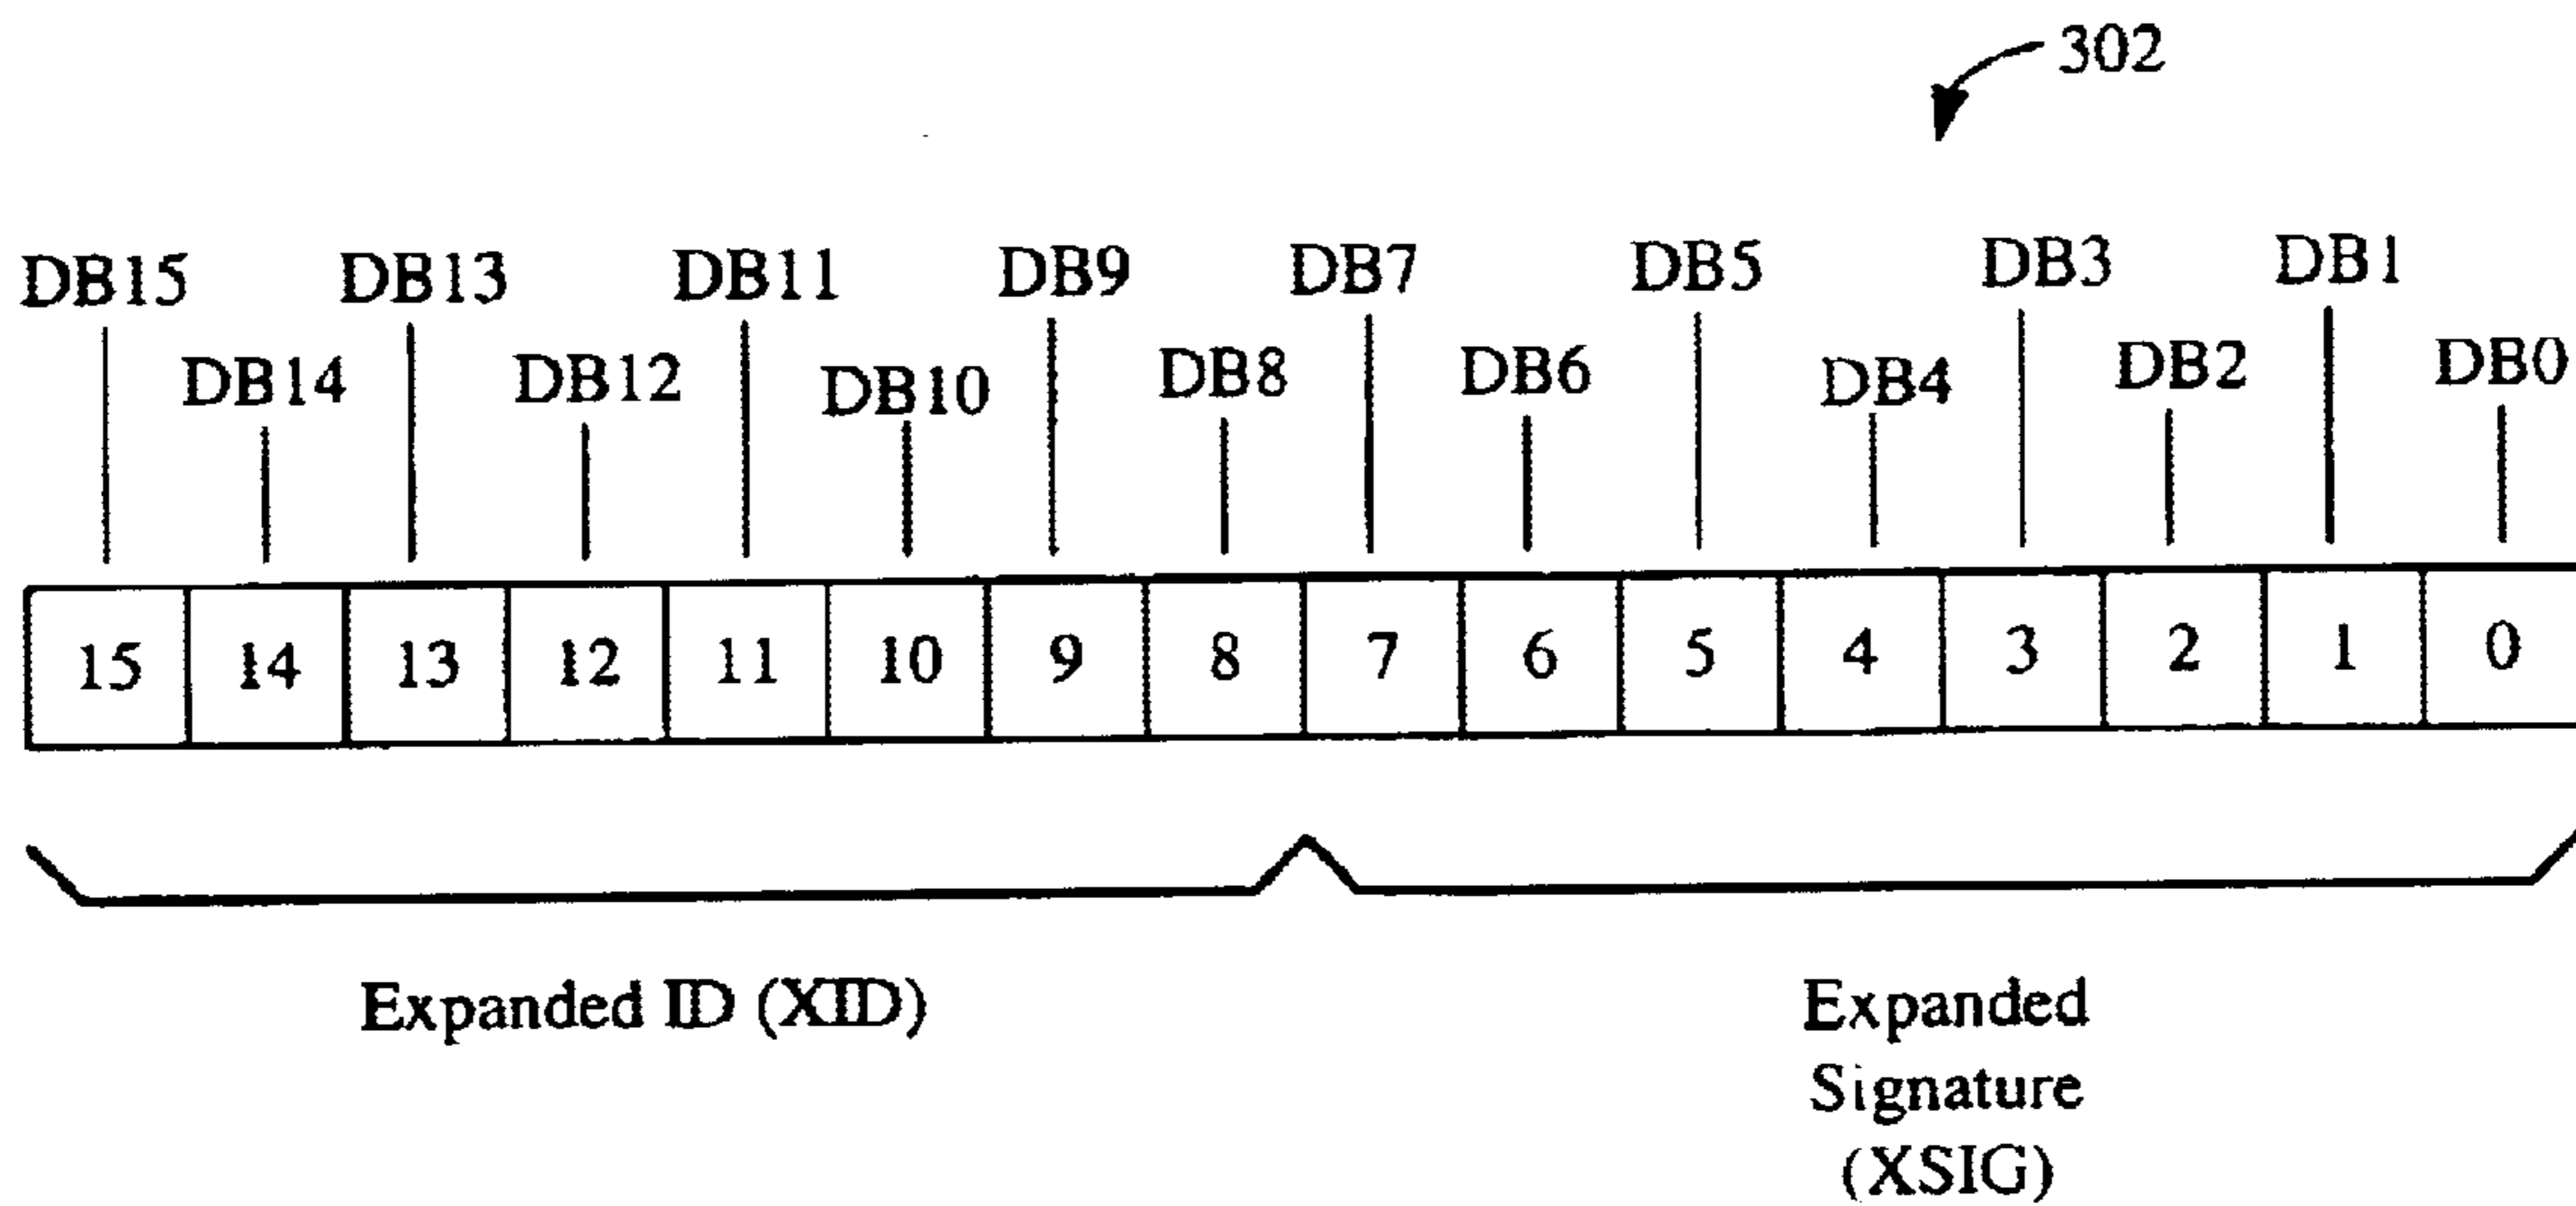 302
DB15 DB13 DB11 DB9 DB7 DB5 DB3 DB1
DB14 DB12 DB10 DB8 DB6 DB4 DB2 DB0
15 14 13 12 11 10 9 8 7 6 5 4 3 2 1 0
Expanded ID (XID)
Expanded
Signature
(XSIG)